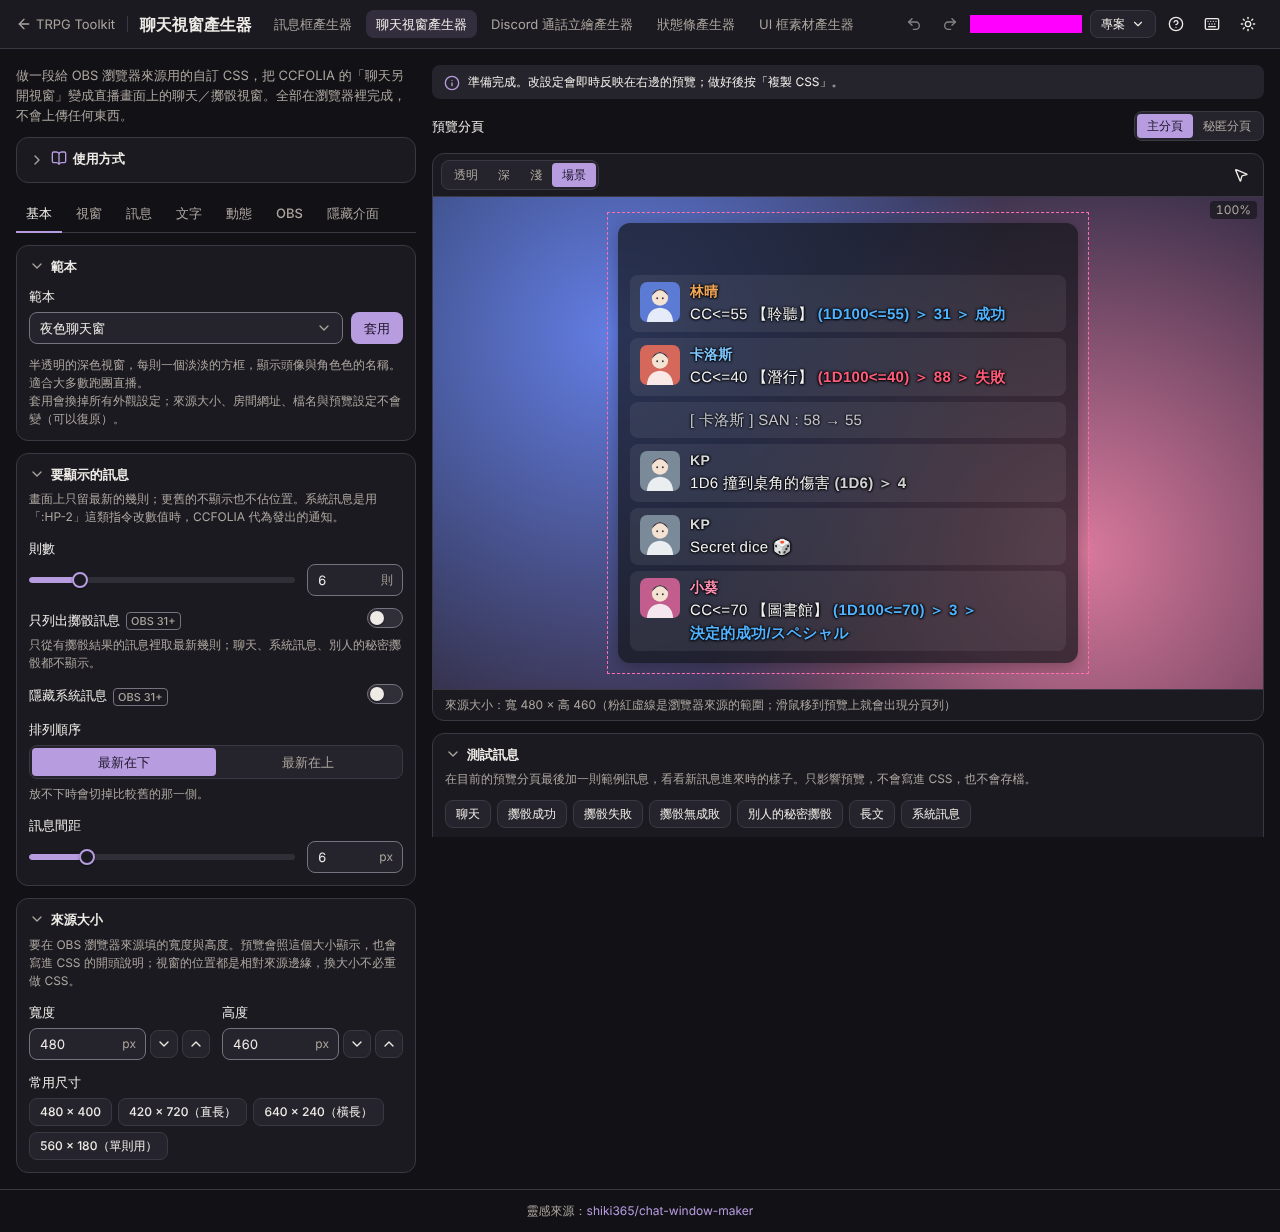 TRPG Toolkit
聊天視窗產生器
訊息框產生器
聊天視窗產生器
Discord 通話立繪產生器
狀態條產生器
UI 框素材產生器
專案
做一段給 OBS 瀏覽器來源用的自訂 CSS，把 CCFOLIA 的「聊天另
開視窗」變成直播畫面上的聊天／擲骰視窗。全部在瀏覽器裡完成，
不會上傳任何東西。
使用方式
基本
視窗
訊息
文字
動態
OBS
隱藏介面
範本
範本
夜色聊天窗
套用
半透明的深色視窗，每則一個淡淡的方框，顯示頭像與角色色的名稱。
適合大多數跑團直播。
套用會換掉所有外觀設定；來源大小、房間網址、檔名與預覽設定不會
變（可以復原）。
要顯示的訊息
畫面上只留最新的幾則；更舊的不顯示也不佔位置。系統訊息是用
「:HP-2」這類指令改數值時，CCFOLIA 代為發出的通知。
則數
6 則
只列出擲骰訊息 OBS 31+
只從有擲骰結果的訊息裡取最新幾則；聊天、系統訊息、別人的秘密擲
骰都不顯示。
隱藏系統訊息 OBS 31+
排列順序
最新在下
最新在上
放不下時會切掉比較舊的那一側。
訊息間距
6 px
來源大小
要在 OBS 瀏覽器來源填的寬度與高度。預覽會照這個大小顯示，也會
寫進 CSS 的開頭說明；視窗的位置都是相對來源邊緣，換大小不必重
做 CSS。
寬度
高度
480 px
460 px
常用尺寸
480 × 400
420 × 720（直長）
640 × 240（橫長）
560 × 180（單則用）
準備完成。改設定會即時反映在右邊的預覽；做好後按「複製 CSS」。
預覽分頁
主分頁
秘匿分頁
透明
深
淺
場景
100%
林晴
CC<=55 【聆聽】 (1D100<=55) ＞ 31 ＞ 成功
卡洛斯
CC<=40 【潛行】 (1D100<=40) ＞ 88 ＞ 失敗
[ 卡洛斯 ] SAN : 58 → 55
KP
1D6 撞到桌角的傷害 (1D6) ＞ 4
KP
Secret dice 🎲
小葵
CC<=70 【圖書館】 (1D100<=70) ＞ 3 ＞
決定的成功/スペシャル
來源大小：寬 480 × 高 460（粉紅虛線是瀏覽器來源的範圍；滑鼠移到預覽上就會出現分頁列）
測試訊息
在目前的預覽分頁最後加一則範例訊息，看看新訊息進來時的樣子。只影響預覽，不會寫進 CSS，也不會存檔。
聊天
擲骰成功
擲骰失敗
擲骰無成敗
別人的秘密擲骰
長文
系統訊息
靈感來源：shiki365/chat-window-maker